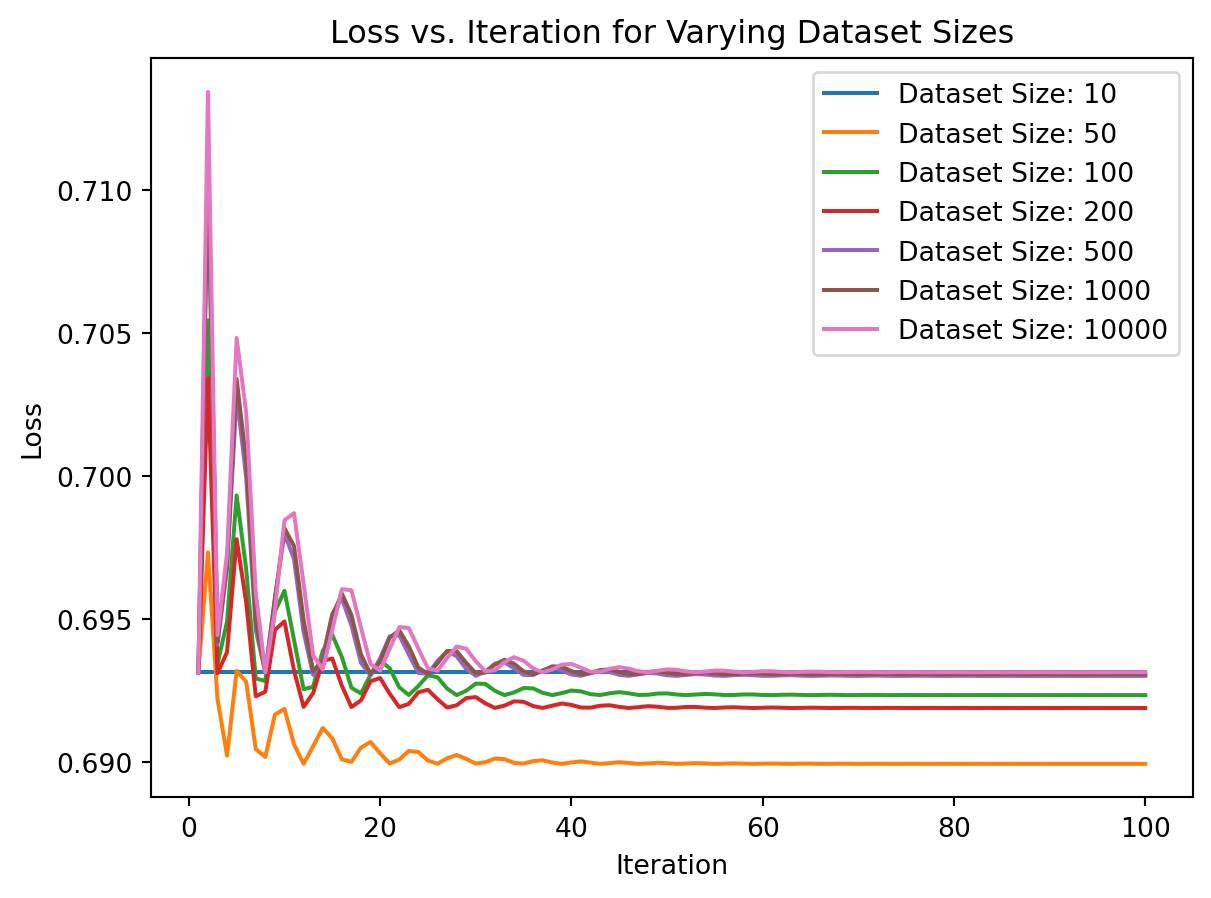 Loss vs. Iteration for Varying Dataset Sizes
Dataset Size: 10
Dataset Size: 50
Dataset Size: 100
Dataset Size: 200
Dataset Size: 500
Dataset Size: 1000
Dataset Size: 10000
0.710
0.705
0.700
0.695
0.690
Loss
0 20 40 60 80 100
Iteration